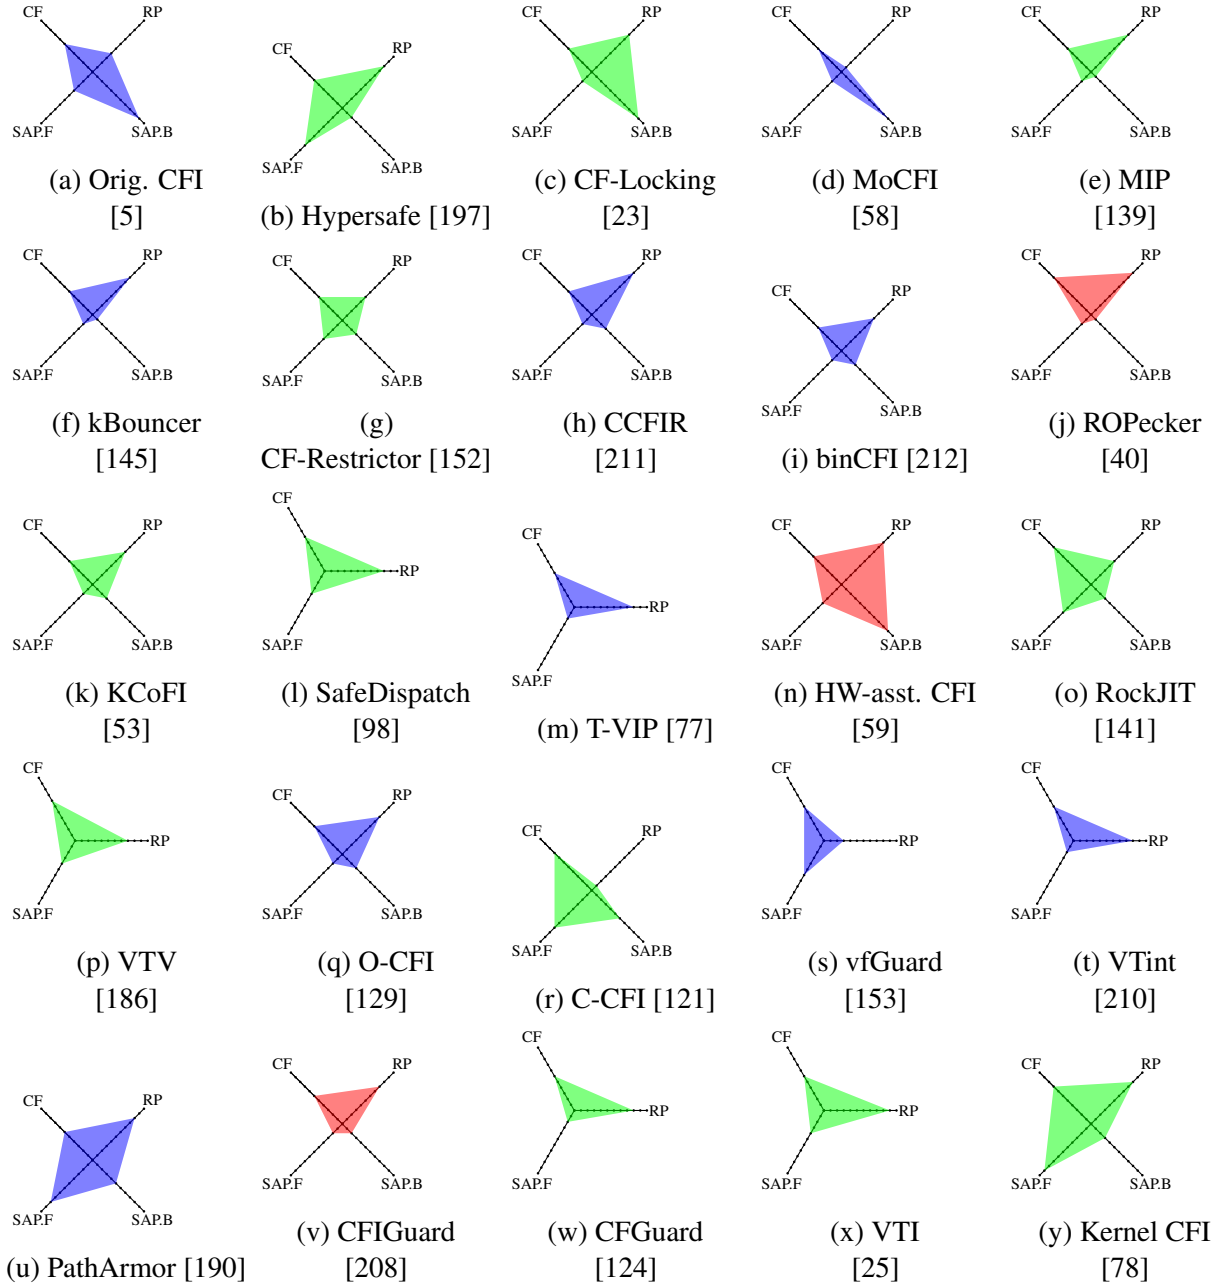 CF RP
SAP.F SAP.B
(a) Orig. CFI
[5]
CF RP
SAP.F SAP.B
(b) Hypersafe [197]
CF RP
SAP.F SAP.B
(c) CF-Locking
[23]
CF RP
SAP.F SAP.B
(d) MoCFI
[58]
CF RP
SAP.F SAP.B
(e) MIP
[139]
CF RP
SAP.F SAP.B
(f) kBouncer
[145]
CF RP
SAP.F SAP.B
(g)
CF-Restrictor [152]
CF RP
SAP.F SAP.B
(h) CCFIR
[211]
CF RP
SAP.F SAP.B
(i) binCFI [212]
CF RP
SAP.F SAP.B
(j) ROPecker
[40]
CF RP
SAP.F SAP.B
(k) KCoFI
[53]
CF
RP
SAP.F
(l) SafeDispatch
[98]
CF
RP
SAP.F
(m) T-VIP [77]
CF RP
SAP.F SAP.B
(n) HW-asst. CFI
[59]
CF RP
SAP.F SAP.B
(o) RockJIT
[141]
CF
RP
SAP.F
(p) VTV
[186]
CF RP
SAP.F SAP.B
(q) O-CFI
[129]
CF RP
SAP.F SAP.B
(r) C-CFI [121]
CF
RP
SAP.F
(s) vfGuard
[153]
CF
RP
SAP.F
(t) VTint
[210]
CF RP
SAP.F SAP.B
(u) PathArmor [190]
CF RP
SAP.F SAP.B
(v) CFIGuard
[208]
CF
RP
SAP.F
(w) CFGuard
[124]
CF
RP
SAP.F
(x) VTI
[25]
CF RP
SAP.F SAP.B
(y) Kernel CFI
[78]